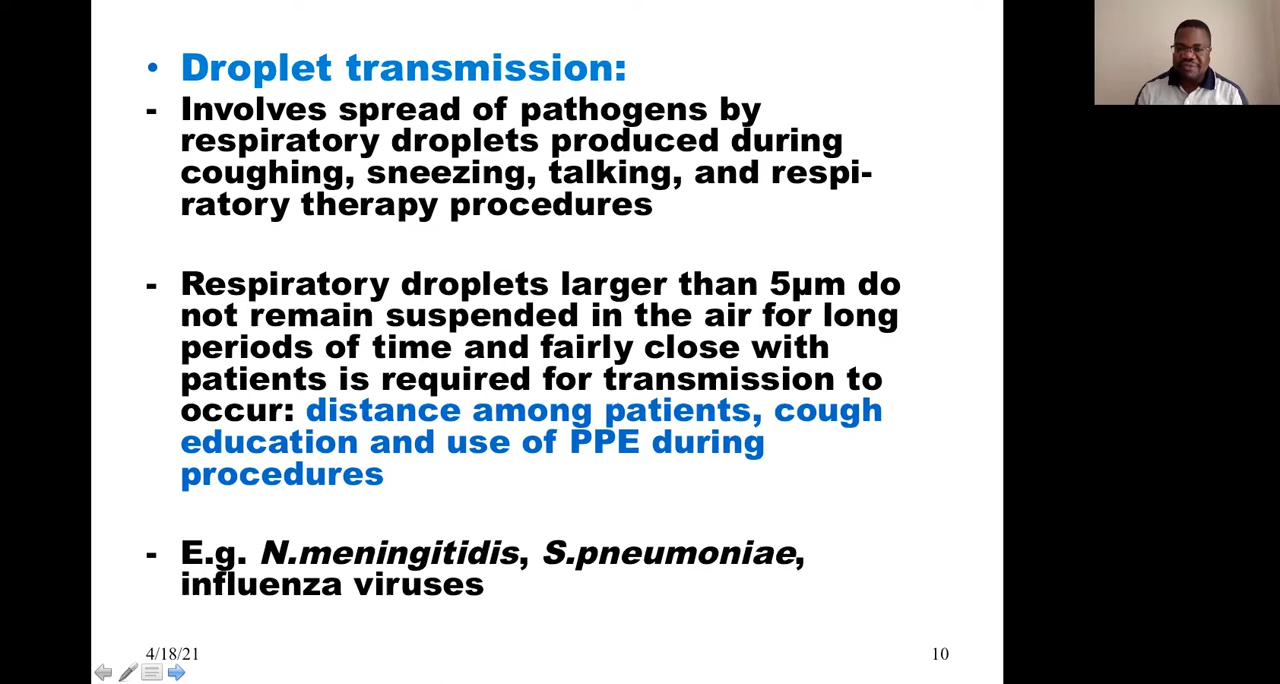 • Droplet transmission:
- Involves spread of pathogens by
respiratory droplets produced during
coughing, sneezing, talking, and respi-
ratory therapy procedures
- Respiratory droplets larger than 5µm do
not remain suspended in the air for long
periods of time and fairly close with
patients is required for transmission to
occur: distance among patients, cough
education and use of PPE during
procedures
- E.g. N.meningitidis, S.pneumoniae,
influenza viruses
4/18/21
10